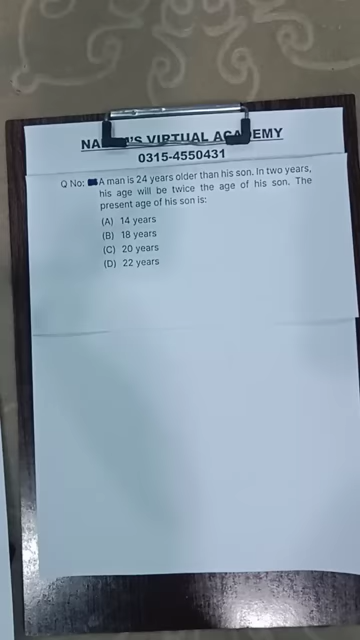 VIRTUAL
0315-4550431
Q No: A man is 24 years older than his son. In two years,
his age will be twice the age of his son. The
present age of his son is:
(A) 14 years
(B) 18 years
(C) 20 years
(D) 22 years